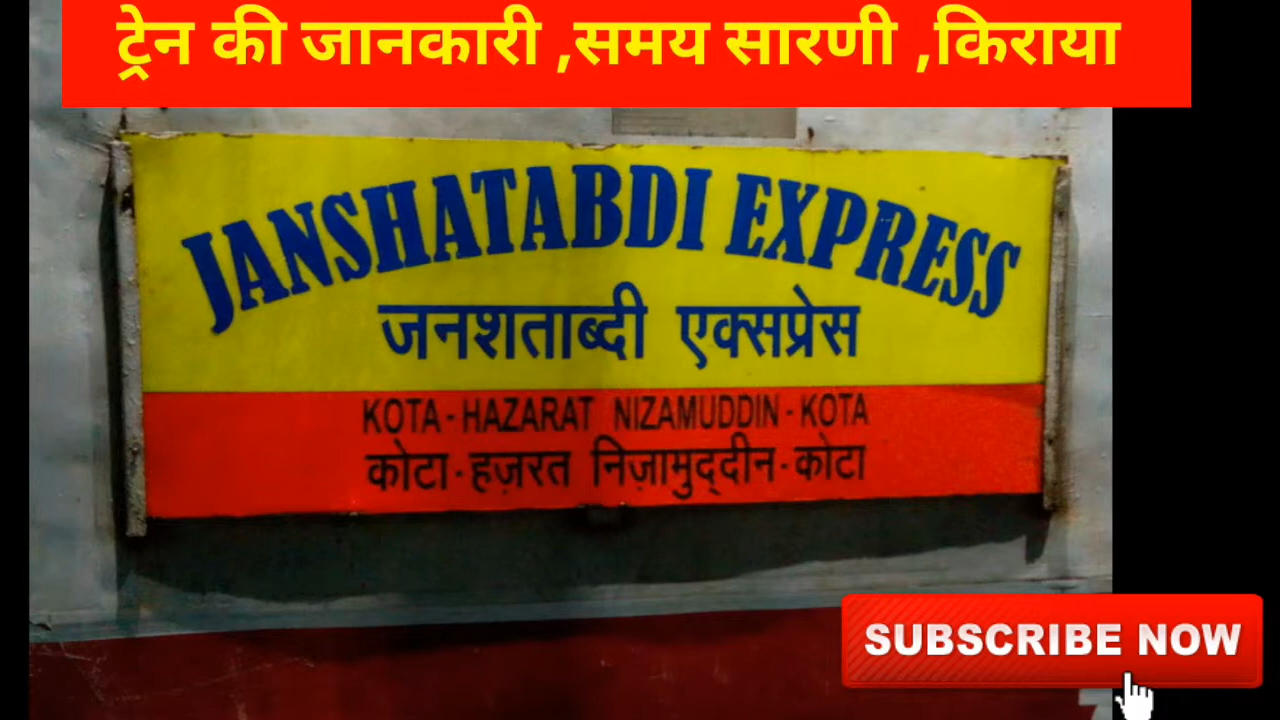 ट्रेन की जानकारी ,समय सारणी ,किराया
JANSHATABDI EXPRESS
जनशताब्दी एक्सप्रेस
KOTA - HAZARAT NIZAMUDDIN - KOTA
कोटा - हज़रत निज़ामुद्दीन - कोटा
SUBSCRIBE NOW